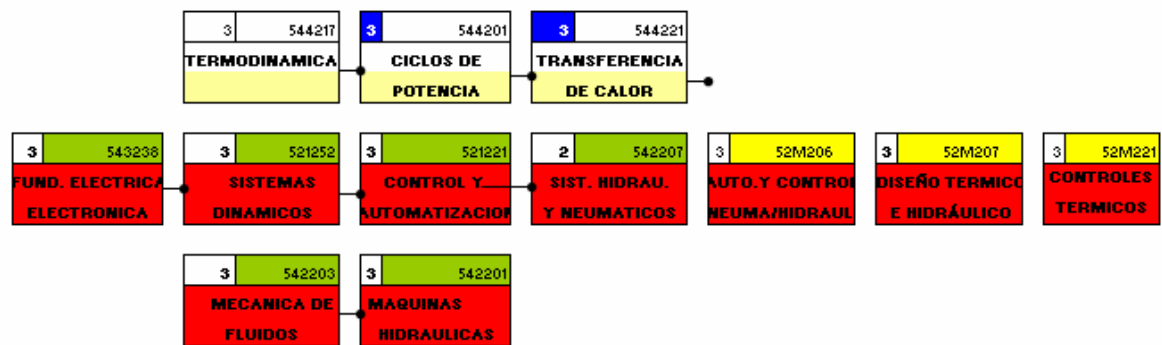 3 544217
TERMODINAMICA
3 544201
CICLOS DE
POTENCIA
3 544221
TRANSFERENCIA
DE CALOR
3 543238
FUND. ELECTRICA
ELECTRONICA
3 521252
SISTEMAS
DINAMICOS
3 521221
CONTROL Y
AUTOMATIZACION
2 542207
SIST. HIDRAU.
Y NEUMATICOS
3 52M206
AUTO.Y CONTROL
NEUMA/HIDRAUL
3 52M207
DISEÑO TERMICO
E HIDRÁULICO
3 52M221
CONTROLES
TERMICOS
3 542203
MECANICA DE
FLUIDOS
3 542201
MAQUINAS
HIDRAULICAS